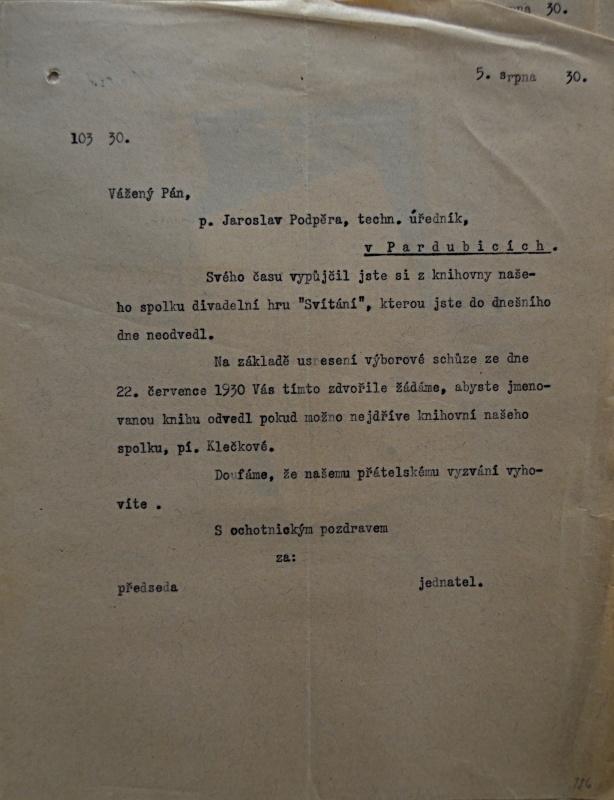 30.
5. srpna 30.
103 30.
Vážený Pán,
p. Jaroslav Podpěra, techn. úředník,
v Pardubicích.
Svého času vypůjčil jste si z knihovny naše-
ho spolku divadelní hru "Svítání", kterou jste do dnešního
dne neodvedl.
Na základě usnesení výborové schůze ze dne
22. července 1930 Vás tímto zdvořile žádáme, abyste jmeno-
vanou knihu odvedl pokud možno nejdříve knihovní našeho
spolku, pí. Klečkové.
Doufáme, že našemu přátelskému vyzvání vyho-
víte .
S ochotnickým pozdravem
za:
předseda jednatel.